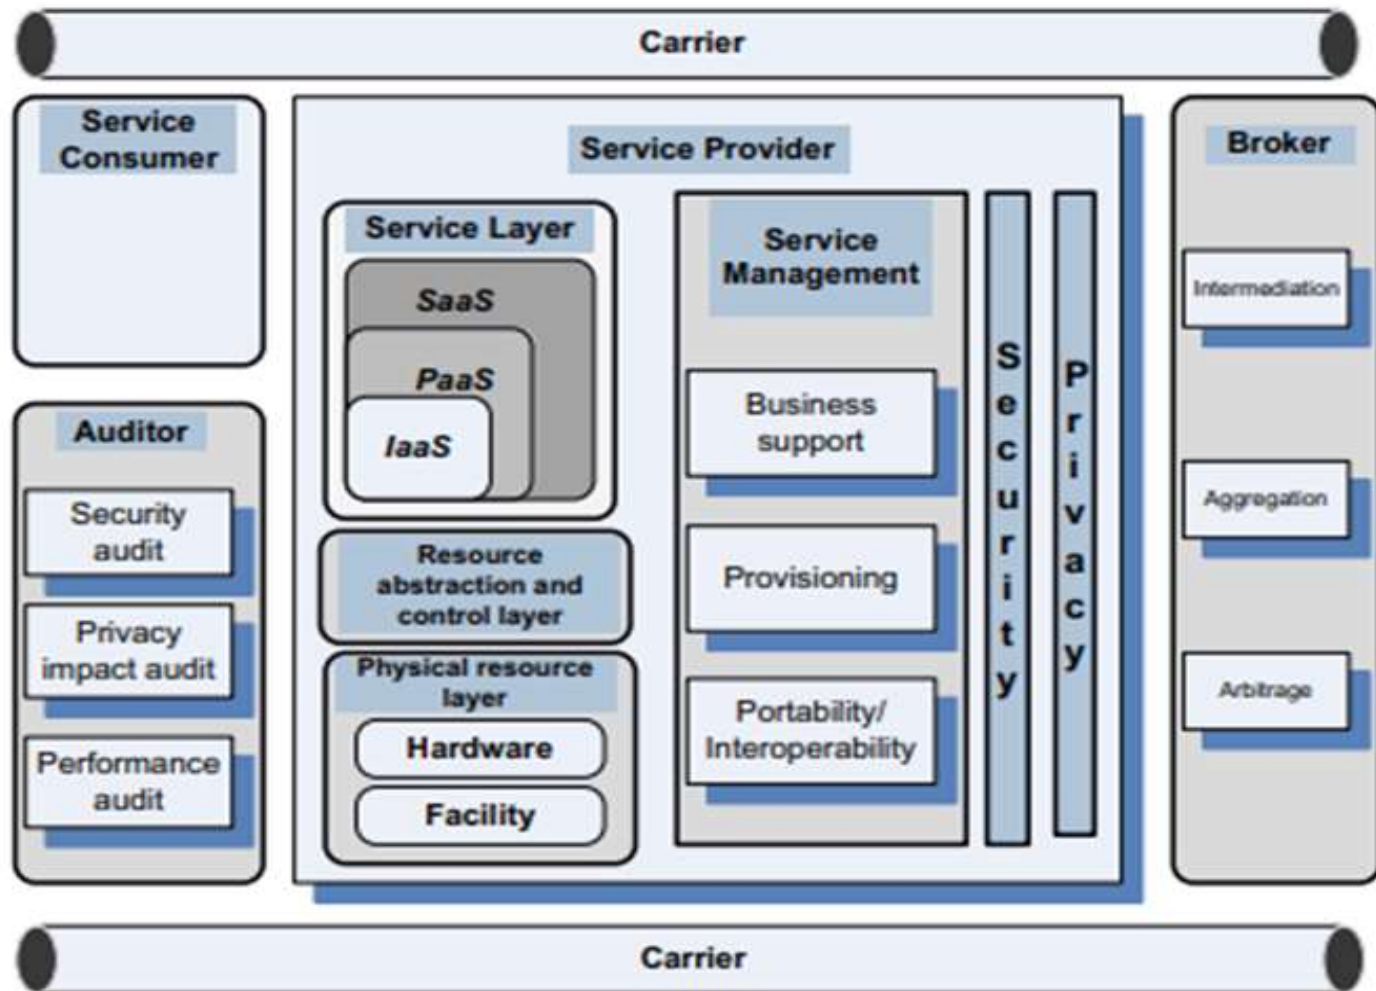 Carrier
Service
Consumer
Auditor
Security
audit
Privacy
impact audit
Performance
audit
Service Provider
Service Layer
SaaS
PaaS
IaaS
Resource
abstraction and
control layer
Physical resource
layer
Hardware
Facility
Service
Management
Business
support
Provisioning
Portability/
Interoperability
Security
Privacy
Broker
Intermediation
Aggregation
Arbitrage
Carrier